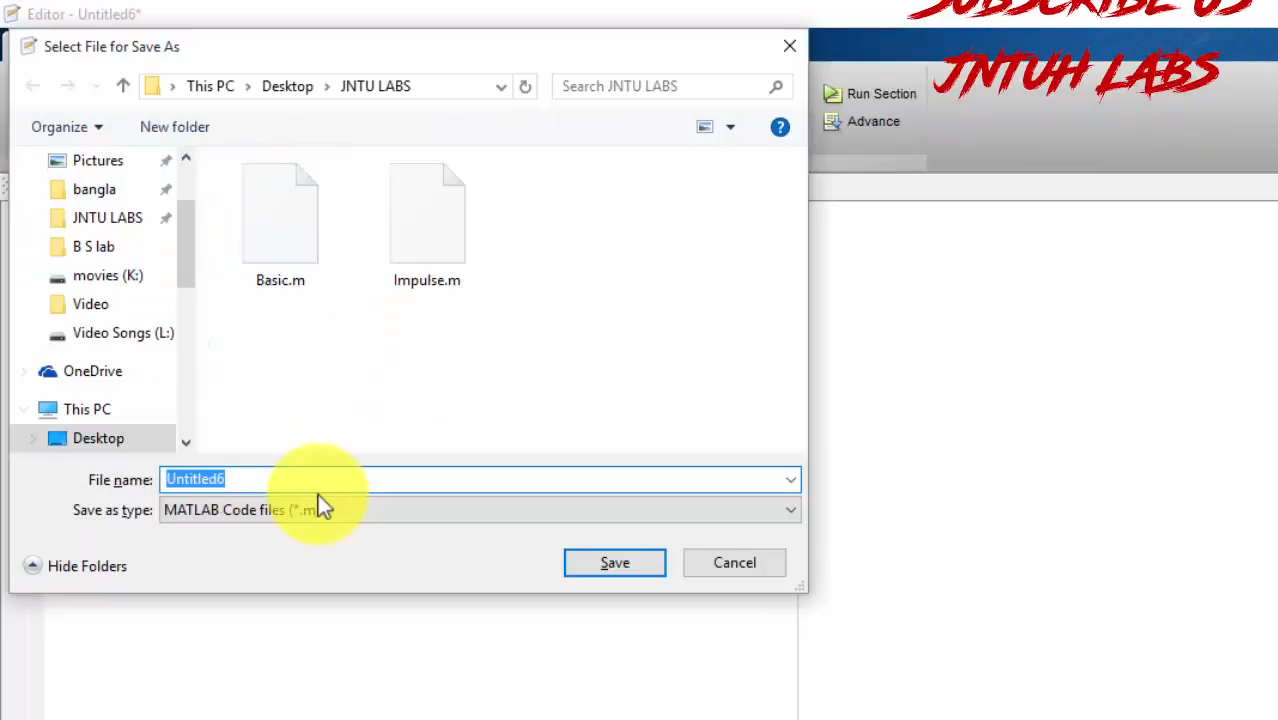 Editor - Untitled6*
SUBSCRIBE US
JNTUH LABS
Select File for Save As
This PC > Desktop > JNTU LABS
Search JNTU LABS
Organize
New folder
Run Section
Advance
Pictures
bangla
JNTU LABS
B S lab
movies (K:)
Video
Video Songs (L:)
OneDrive
This PC
Desktop
Basic.m
Impulse.m
File name:
Untitled6
Save as type:
MATLAB Code files (*.m
Hide Folders
Save
Cancel